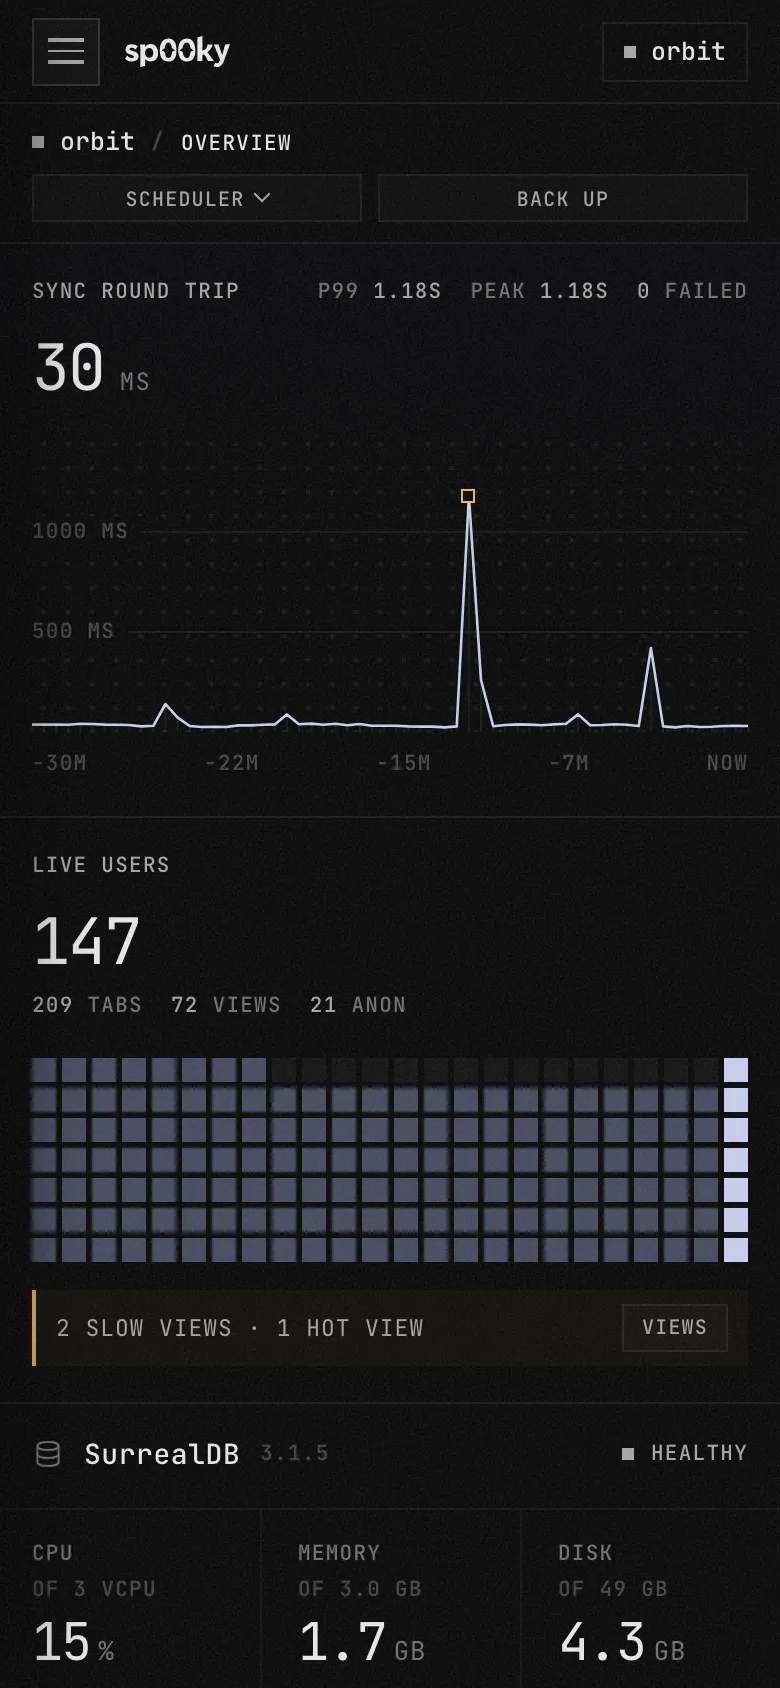 sp00ky
orbit
orbit / OVERVIEW
SCHEDULER
BACK UP
SYNC ROUND TRIP P99 1.18S PEAK 1.18S 0 FAILED
30 MS
1000 MS
500 MS
-30M -22M -15M -7M NOW
LIVE USERS
147
209 TABS 72 VIEWS 21 ANON
2 SLOW VIEWS · 1 HOT VIEW
VIEWS
SurrealDB 3.1.5 HEALTHY
CPU MEMORY DISK
OF 3 VCPU OF 3.0 GB OF 49 GB
15 % 1.7 GB 4.3 GB